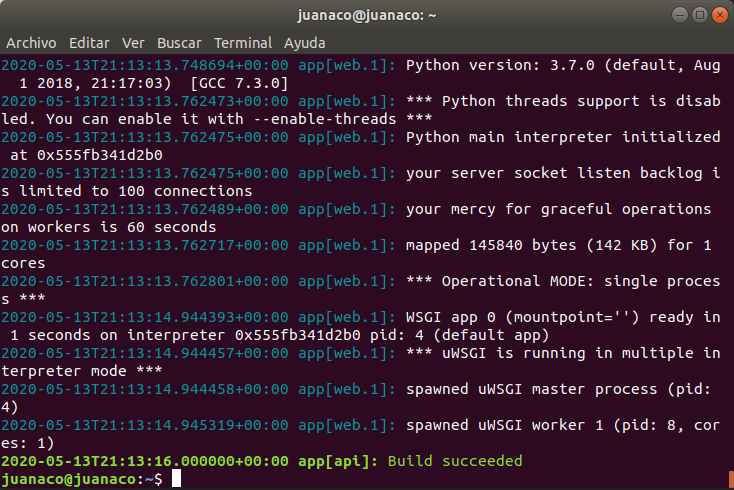 juanaco@juanaco: ~
Archivo Editar Ver Buscar Terminal Ayuda
2020-05-13T21:13:13.748694+00:00 app[web.1]: Python version: 3.7.0 (default, Aug
  1 2018, 21:17:03)  [GCC 7.3.0]
2020-05-13T21:13:13.762473+00:00 app[web.1]: *** Python threads support is disab
led. You can enable it with --enable-threads ***
2020-05-13T21:13:13.762475+00:00 app[web.1]: Python main interpreter initialized
 at 0x555fb341d2b0
2020-05-13T21:13:13.762475+00:00 app[web.1]: your server socket listen backlog i
s limited to 100 connections
2020-05-13T21:13:13.762489+00:00 app[web.1]: your mercy for graceful operations
on workers is 60 seconds
2020-05-13T21:13:13.762717+00:00 app[web.1]: mapped 145840 bytes (142 KB) for 1
cores
2020-05-13T21:13:13.762801+00:00 app[web.1]: *** Operational MODE: single proces
s ***
2020-05-13T21:13:14.944393+00:00 app[web.1]: WSGI app 0 (mountpoint='') ready in
 1 seconds on interpreter 0x555fb341d2b0 pid: 4 (default app)
2020-05-13T21:13:14.944457+00:00 app[web.1]: *** uWSGI is running in multiple in
terpreter mode ***
2020-05-13T21:13:14.944458+00:00 app[web.1]: spawned uWSGI master process (pid:
4)
2020-05-13T21:13:14.945319+00:00 app[web.1]: spawned uWSGI worker 1 (pid: 8, cor
es: 1)
2020-05-13T21:13:16.000000+00:00 app[api]: Build succeeded
juanaco@juanaco:~$